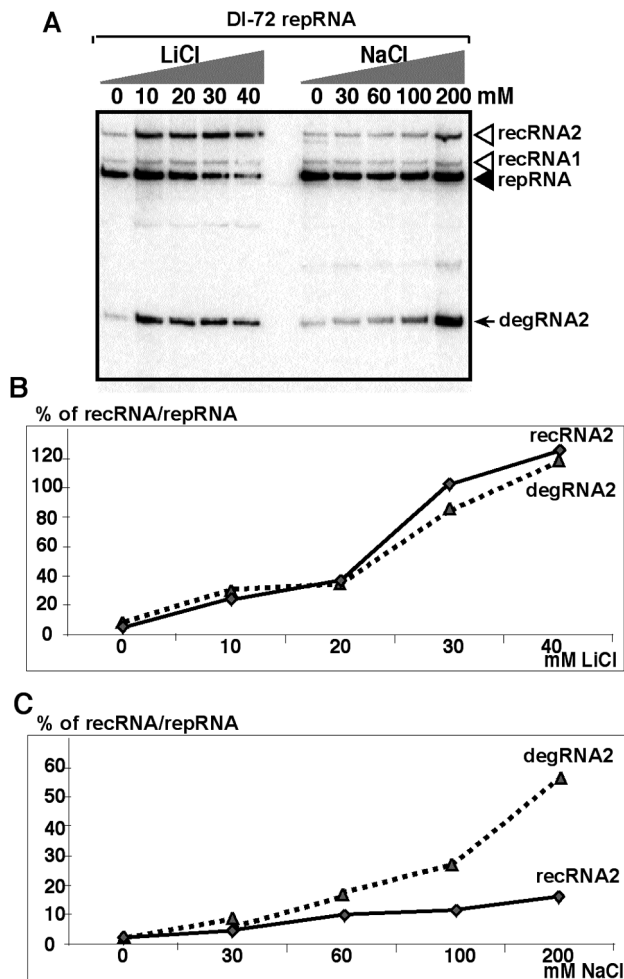 A
DI-72 repRNA
LiCl NaCl
0 10 20 30 40 0 30 60 100 200 mM
recRNA2
recRNA1
repRNA
degRNA2
B
% of recRNA/repRNA
recRNA2
120
degRNA2
100
80
60
40
20
0
0 10 20 30 40
mM LiCl
C
% of recRNA/repRNA
degRNA2
60
50
40
30
20
recRNA2
10
0
0 30 60 100 200
mM NaCl